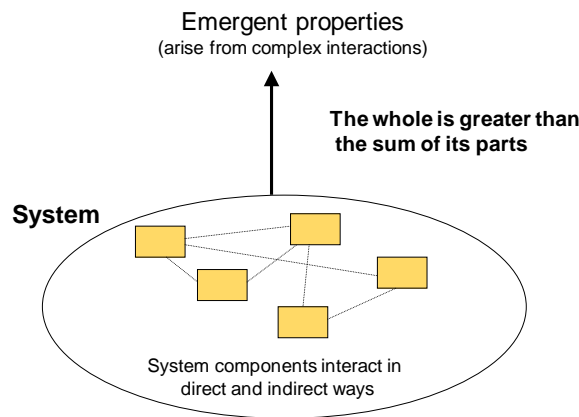 Emergent properties
(arise from complex interactions)
The whole is greater than
the sum of its parts
System
System components interact in
direct and indirect ways